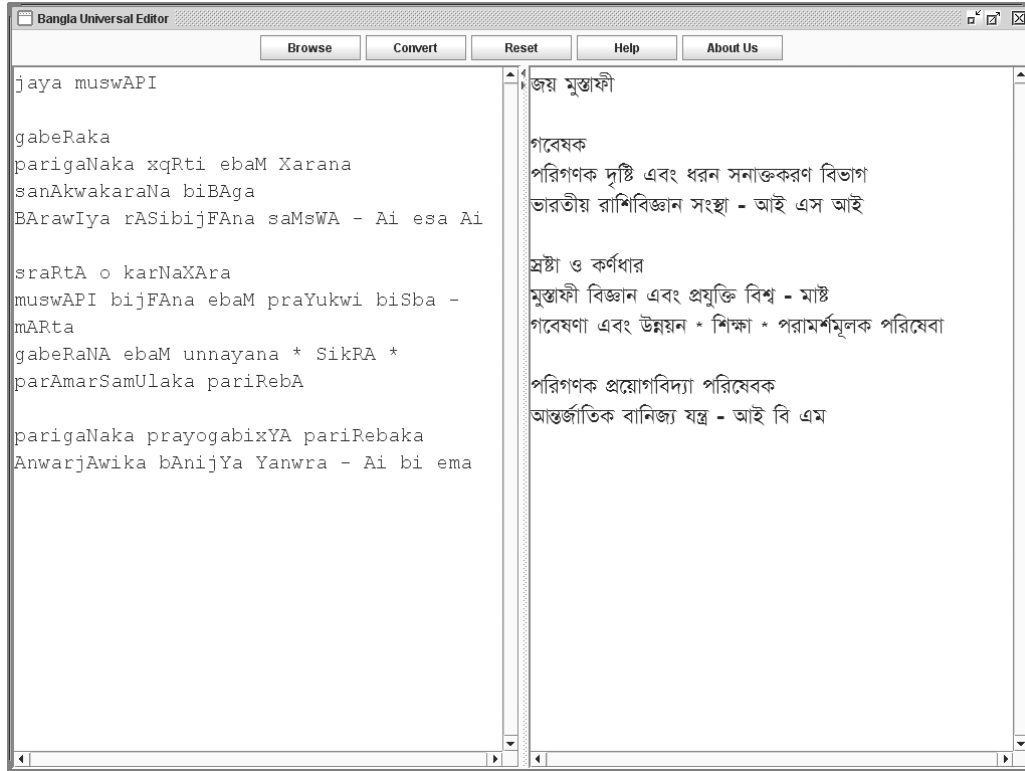 Bangla Universal Editor
Browse Convert Reset Help About Us
jaya muswAPI
gabeRaka
parigaNaka xqRti ebaM Xarana
sanAkwakaraNa biBAga
BArawIya rASibijFAna saMsWA - Ai esa Ai
sraRtA o karNaXAra
muswAPI bijFAna ebaM praYukwi biSba -
mARta
gabeRaNA ebaM unnayana * SikRA *
parAmarSamUlaka pariRebA
parigaNaka prayogabixYA pariRebaka
AnwarjAwika bAnijYa Yanwra - Ai bi ema
জয় মুস্তাফী
গবেষক
পরিগণক দৃষ্টি এবং ধরন সনাক্তকরণ বিভাগ
ভারতীয় রাশিবিজ্ঞান সংস্থা - আই এস আই
স্রষ্টা ও কর্ণধার
মুস্তাফী বিজ্ঞান এবং প্রযুক্তি বিশ্ব - মাষ্ট
গবেষণা এবং উন্নয়ন * শিক্ষা * পরামর্শমূলক পরিষেবা
পরিগণক প্রয়োগবিদ্যা পরিষেবক
আন্তর্জাতিক বানিজ্য যন্ত্র - আই বি এম